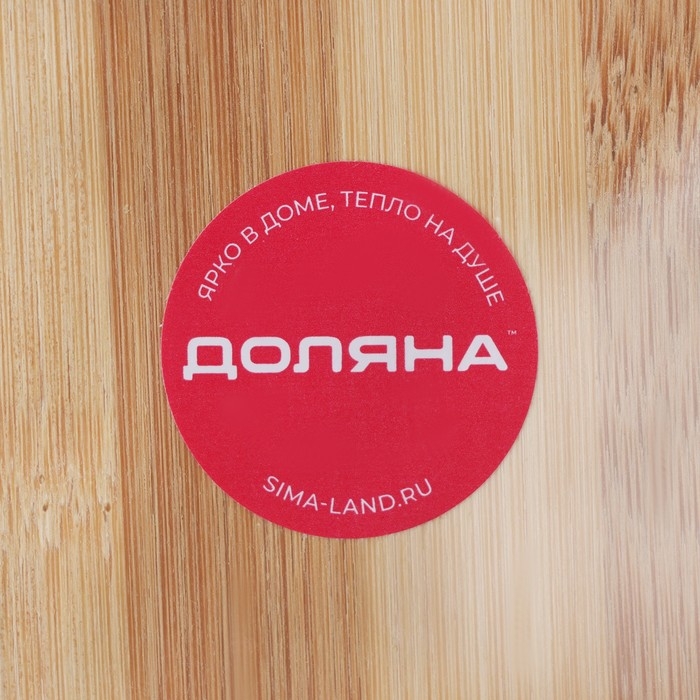 ЯРКО В ДОМЕ, ТЕПЛО НА ДУШЕ
ДОЛЯНА™
SIMA-LAND.RU